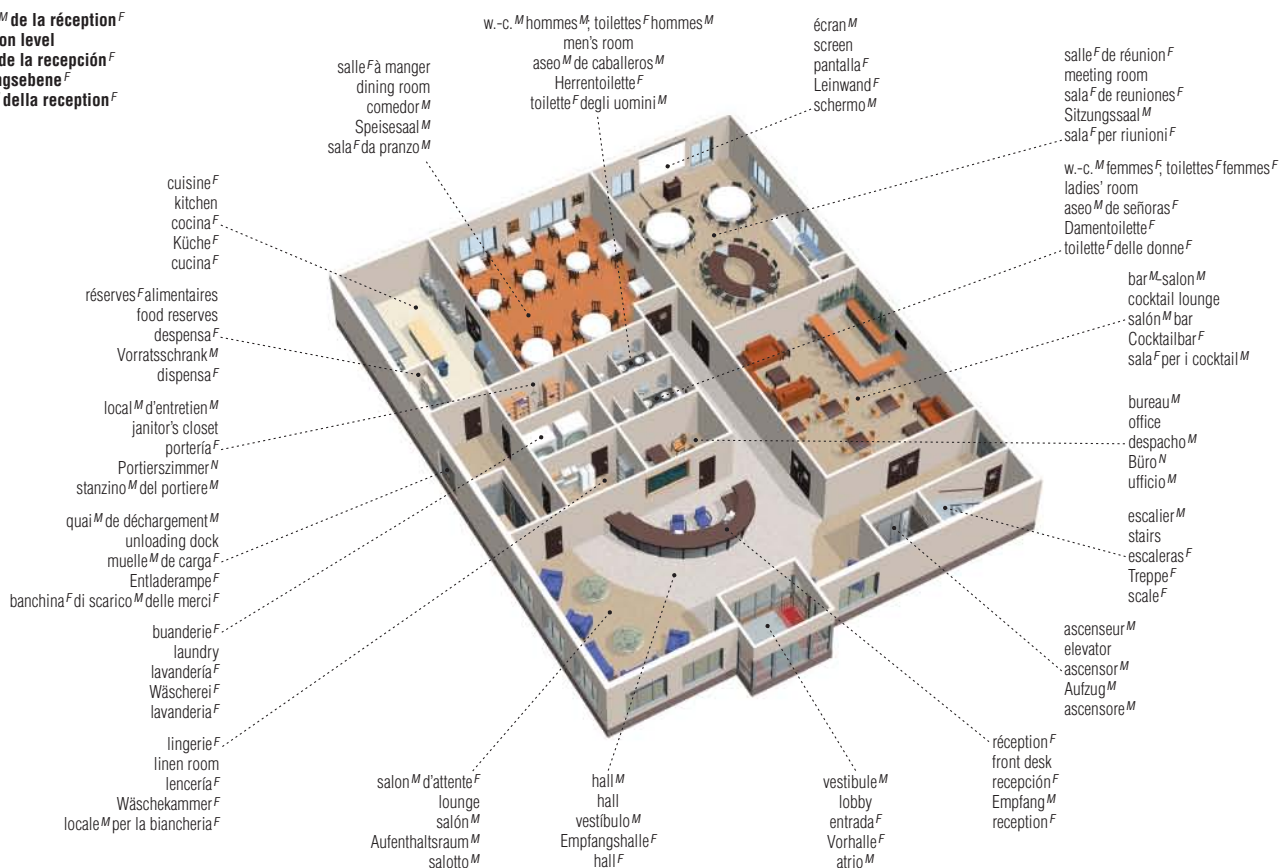 M de la réception F
on level
de la recepción F
gsebene F
della reception F
salle F à manger
dining room
comedor M
Speisesaal M
sala F da pranzo M
w.-c. M hommes M; toilettes F hommes M
men's room
aseo M de caballeros M
Herrentoilette F
toilette F degli uomini M
écran M
screen
pantalla F
Leinwand F
schermo M
salle F de réunion F
meeting room
sala F de reuniones F
Sitzungssaal M
sala F per riunioni F
w.-c. M femmes F; toilettes F femmes F
ladies' room
aseo M de señoras F
Damentoilette F
toilette F delle donne F
cuisine F
kitchen
cocina F
Küche F
cucina F
réserves F alimentaires
food reserves
despensa F
Vorratsschrank M
dispensa F
bar M-salon M
cocktail lounge
salón M bar
Cocktailbar F
sala F per i cocktail M
local M d'entretien M
janitor's closet
portería F
Portierszimmer N
stanzino M del portiere M
bureau M
office
despacho M
Büro N
ufficio M
quai M de déchargement M
unloading dock
muelle M de carga F
Entladerampe F
banchina F di scarico M delle merci F
escalier M
stairs
escaleras F
Treppe F
scale F
buanderie F
laundry
lavandería F
Wäscherei F
lavanderia F
ascenseur M
elevator
ascensor M
Aufzug M
ascensore M
lingerie F
linen room
lencería F
Wäschekammer F
locale M per la biancheria F
salon M d'attente F
lounge
salón M
Aufenthaltsraum M
salotto M
hall M
hall
vestíbulo M
Empfangshalle F
hall F
vestibule M
lobby
entrada F
Vorhalle F
atrio M
réception F
front desk
recepción F
Empfang M
reception F